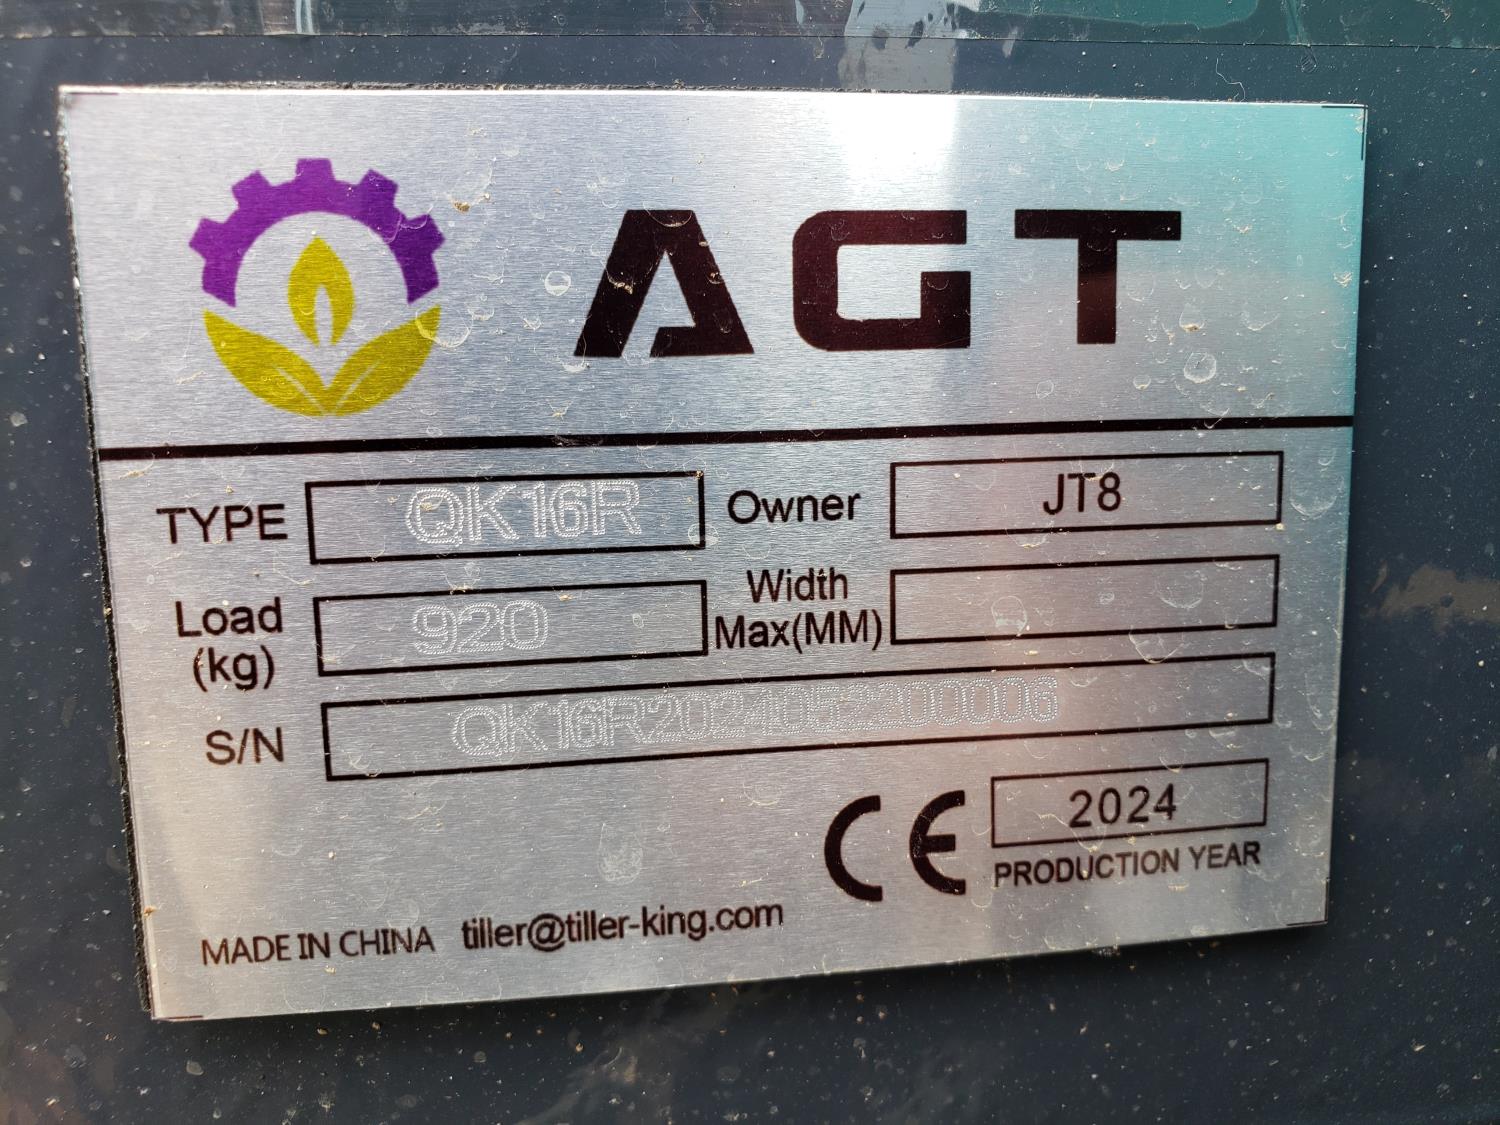 AGT
TYPE QK16R Owner JT8
Load (kg) 920 Width Max(MM)
S/N QK16R2024052200006
CE 2024
PRODUCTION YEAR
MADE IN CHINA tiller@tiller-king.com